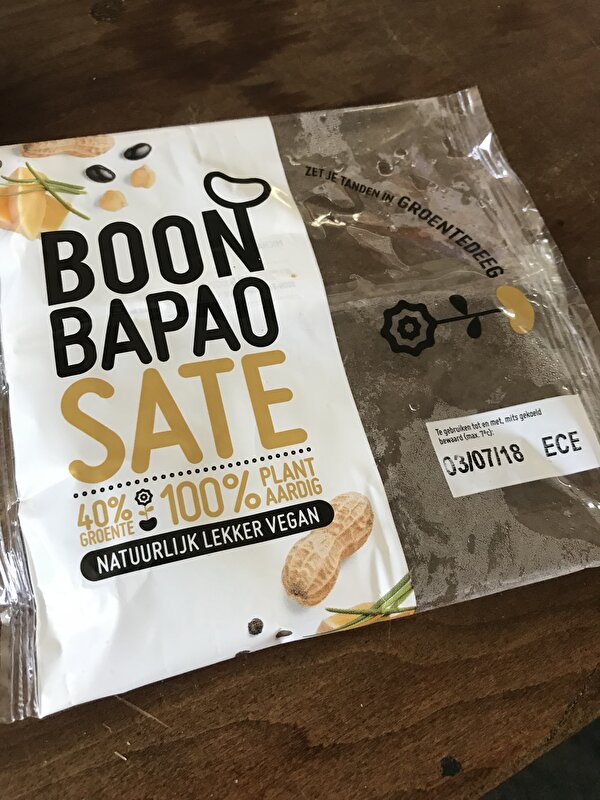 BOON
BAPAO
SATE
40%
GROENTE
100%
PLANT
AARDIG
NATUURLIJK LEKKER VEGAN
ZET JE TANDEN IN GROENTEDEEG
Te gebruiken tot en met, mits gekoeld
bewaard (max. 7°c):
03/07/18 ECE